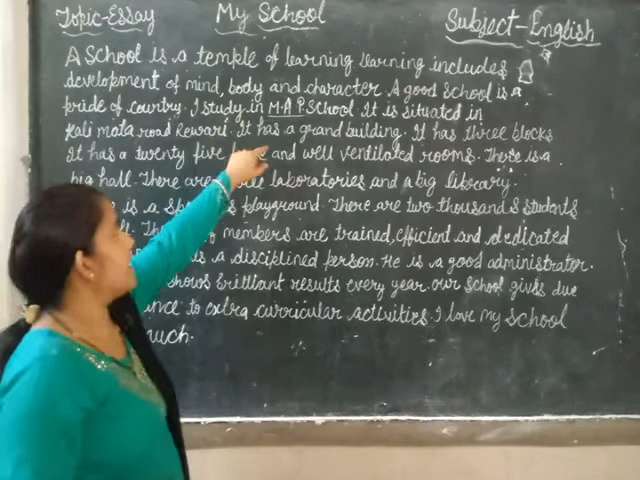 Topic-Essay My School Subject-English
A School is a temple of learning learning includes
development of mind, body and character A good School is a
pride of country. I study in M.A.P. School It is situated in
Kali Mata road Rewari. It has a grand building. It has three blocks
It has a twenty five and well ventilated rooms. There is a
big hall. There are laboratories and a big library.
is a playground. There are two thousands students
members are trained, efficient and dedicated
is a disciplined person. He is a good administrator.
shows brilliant results every year. our School gives due
to extra curricular activities. I love my School
much.